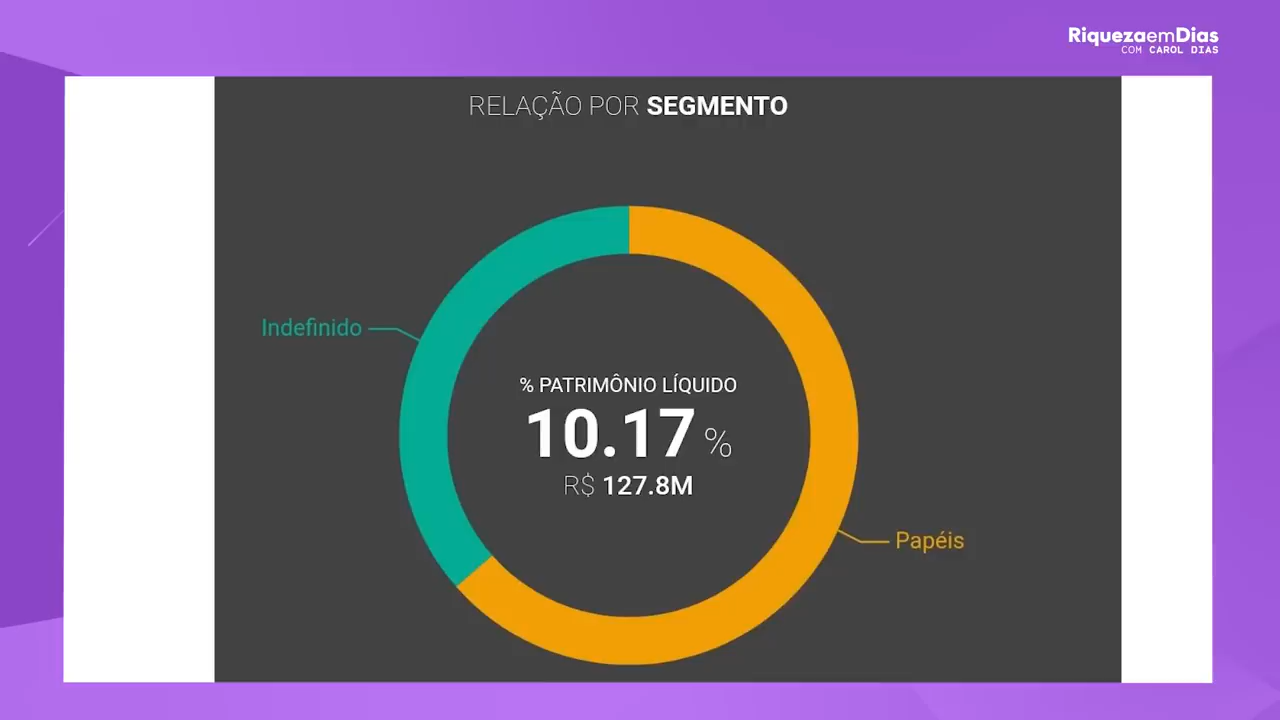 RiquezaemDias
COM CAROL DIAS
RELAÇÃO POR SEGMENTO
Indefinido
% PATRIMÔNIO LÍQUIDO
10.17 %
R$ 127.8M
Papéis